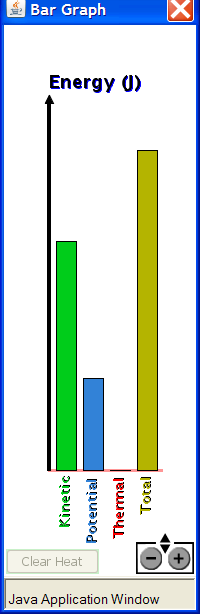 Bar Graph
Energy (J)
Kinetic
Potential
Thermal
Total
Clear Heat
Java Application Window